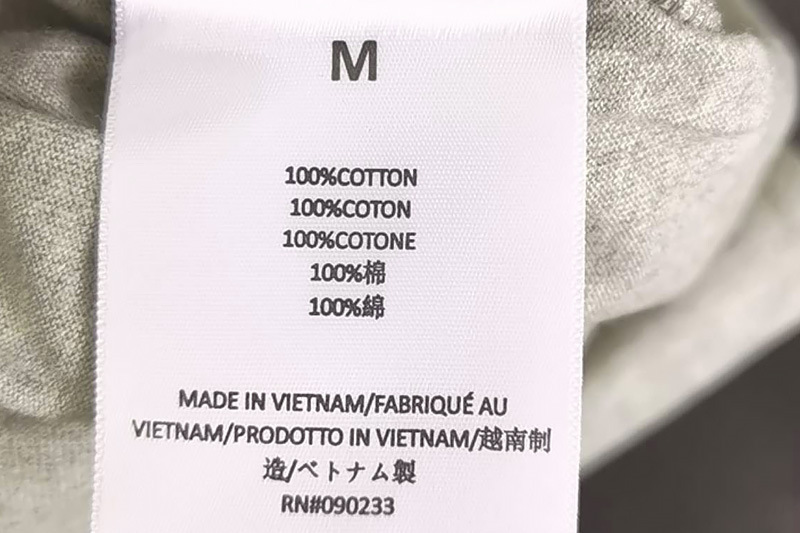 M
100%COTTON
100%COTON
100%COTONE
100%棉
100%綿
MADE IN VIETNAM/FABRIQUÉ AU
VIETNAM/PRODOTTO IN VIETNAM/越南制
造/ベトナム製
RN#090233